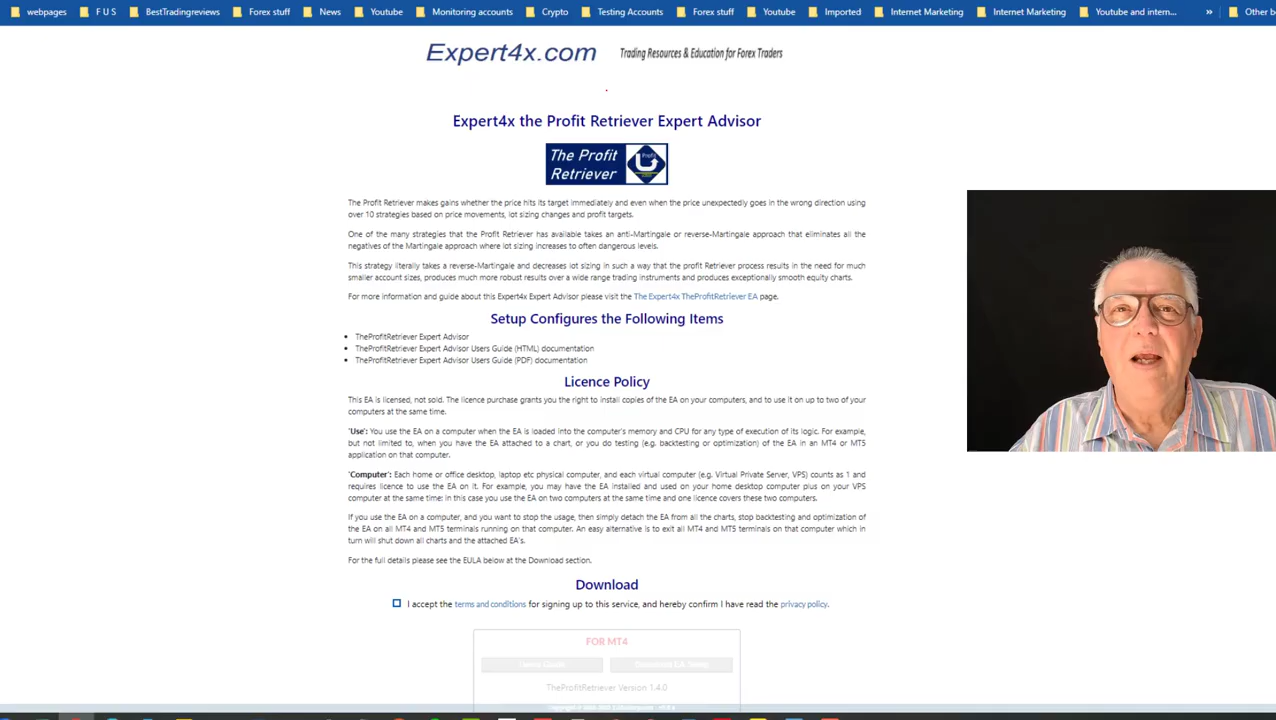 webpages F U S BestTradingreviews Forex stuff News Youtube Monitoring accounts Crypto Testing Accounts Forex stuff Youtube Imported Internet Marketing Internet Marketing Youtube and intern... » Other b
Expert4x.com Trading Resources & Education for Forex Traders
Expert4x the Profit Retriever Expert Advisor
The Profit
Retriever
Profit
The Profit Retriever makes gains whether the price hits its target immediately and even when the price unexpectedly goes in the wrong direction using
over 10 strategies based on price movements, lot sizing changes and profit targets.
One of the many strategies that the Profit Retriever has available takes an anti-Martingale or reverse-Martingale approach that eliminates all the
negatives of the Martingale approach where lot sizing increases to often dangerous levels.
This strategy literally takes a reverse-Martingale and decreases lot sizing in such a way that the profit Retriever process results in the need for much
smaller account sizes, produces much more robust results over a wide range trading instruments and produces exceptionally smooth equity charts.
For more information and guide about this Expert4x Expert Advisor please visit the The Expert4x TheProfitRetriever EA page.
Setup Configures the Following Items
TheProfitRetriever Expert Advisor
TheProfitRetriever Expert Advisor Users Guide (HTML) documentation
TheProfitRetriever Expert Advisor Users Guide (PDF) documentation
Licence Policy
This EA is licensed, not sold. The licence purchase grants you the right to install copies of the EA on your computers, and to use it on up to two of your
computers at the same time.
'Use': You use the EA on a computer when the EA is loaded into the computer's memory and CPU for any type of execution of its logic. For example,
but not limited to, when you have the EA attached to a chart, or you do testing (e.g. backtesting or optimization) of the EA in an MT4 or MT5
application on that computer.
'Computer': Each home or office desktop, laptop etc physical computer, and each virtual computer (e.g. Virtual Private Server, VPS) counts as 1 and
requires licence to use the EA on it. For example, you may have the EA installed and used on your home desktop computer plus on your VPS
computer at the same time: in this case you use the EA on two computers at the same time and one licence covers these two computers.
If you use the EA on a computer, and you want to stop the usage, then simply detach the EA from all the charts, stop backtesting and optimization of
the EA on all MT4 and MT5 terminals running on that computer. An easy alternative is to exit all MT4 and MT5 terminals on that computer which in
turn will shut down all charts and the attached EA's.
For the full details please see the EULA below at the Download section.
Download
I accept the terms and conditions for signing up to this service, and hereby confirm I have read the privacy policy.
FOR MT4
Users Guide Download EA Setup
TheProfitRetriever Version 1.4.0